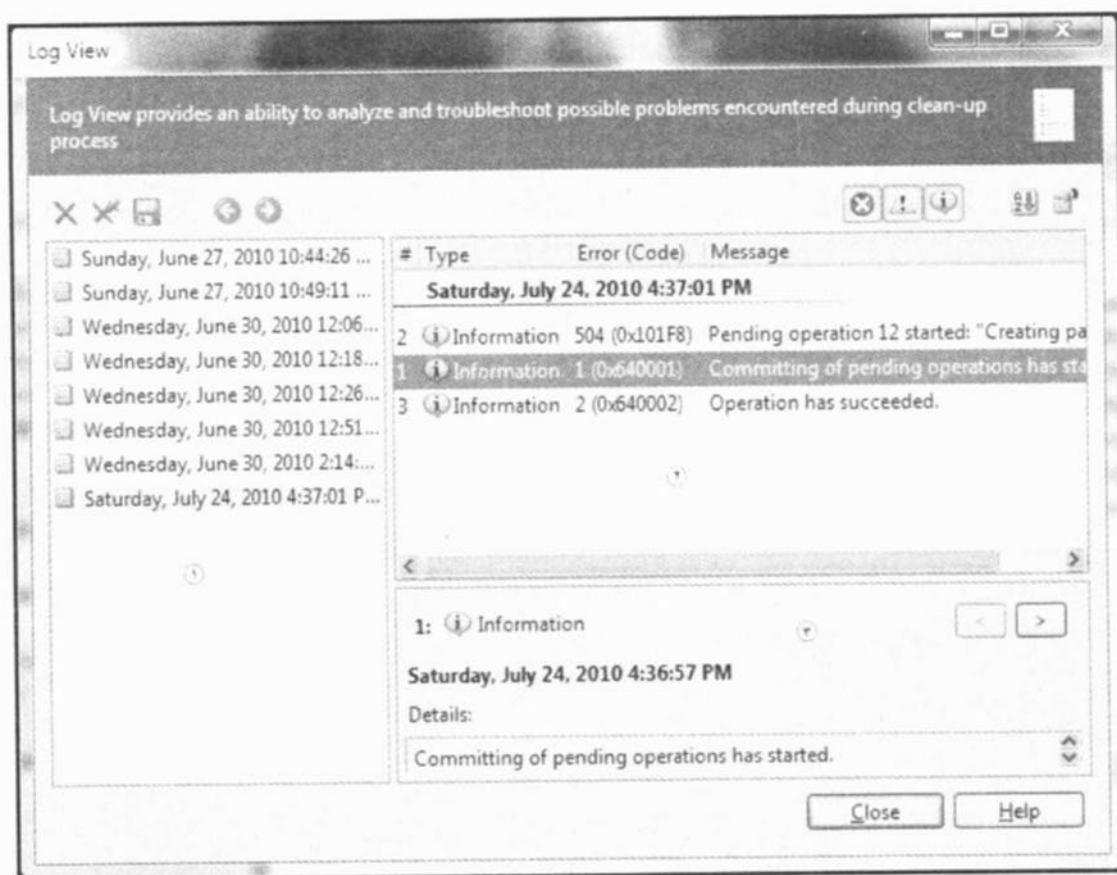 Log View
Log View provides an ability to analyze and troubleshoot possible problems encountered during clean-up
process
Sunday, June 27, 2010 10:44:26 ...
Sunday, June 27, 2010 10:49:11 ...
Wednesday, June 30, 2010 12:06...
Wednesday, June 30, 2010 12:18...
Wednesday, June 30, 2010 12:26...
Wednesday, June 30, 2010 12:51...
Wednesday, June 30, 2010 2:14:...
Saturday, July 24, 2010 4:37:01 P...
۱
# Type Error (Code) Message
Saturday, July 24, 2010 4:37:01 PM
2 Information 504 (0x101F8) Pending operation 12 started: "Creating pa
1 Information 1 (0x640001) Committing of pending operations has sta
3 Information 2 (0x640002) Operation has succeeded.
۲
1: Information
۳
< >
Saturday, July 24, 2010 4:36:57 PM
Details:
Committing of pending operations has started.
Close Help